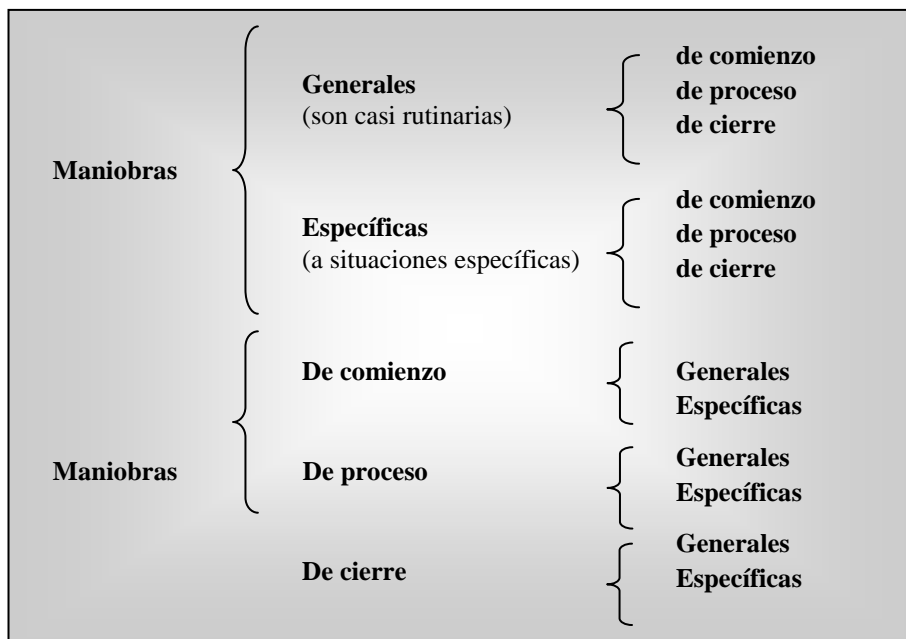 Maniobras
Generales
(son casi rutinarias)
de comienzo
de proceso
de cierre
Específicas
(a situaciones específicas)
de comienzo
de proceso
de cierre
Maniobras
De comienzo
Generales
Específicas
De proceso
Generales
Específicas
De cierre
Generales
Específicas